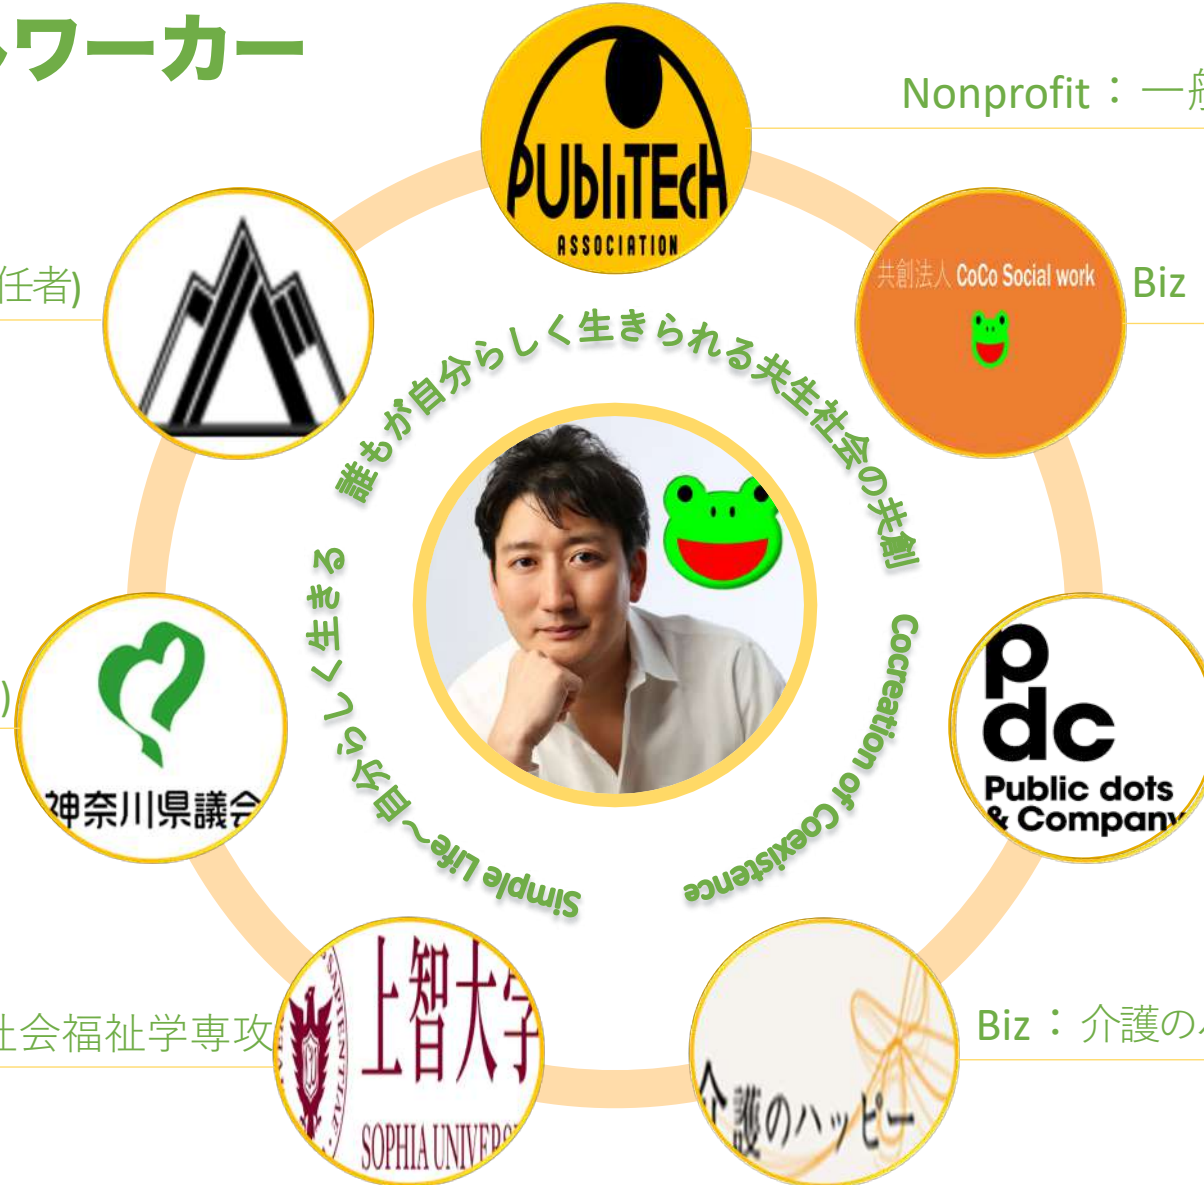 ルワーカー
Nonprofit： 一般
PUbliTEcH
ASSOCIATION
任者)
共創法人 CoCo Social work
Biz
誰もが自分らしく生きられる共生社会の共創
Cocreation of Coexistence
Simple Life～自分らしく生きる
)
神奈川県議会
p
dc
Public dots
& Company
社会福祉学専攻
SAPIENTIAE
上智大学
SOPHIA UNIVERS
介護のハッピー
Biz： 介護のハ